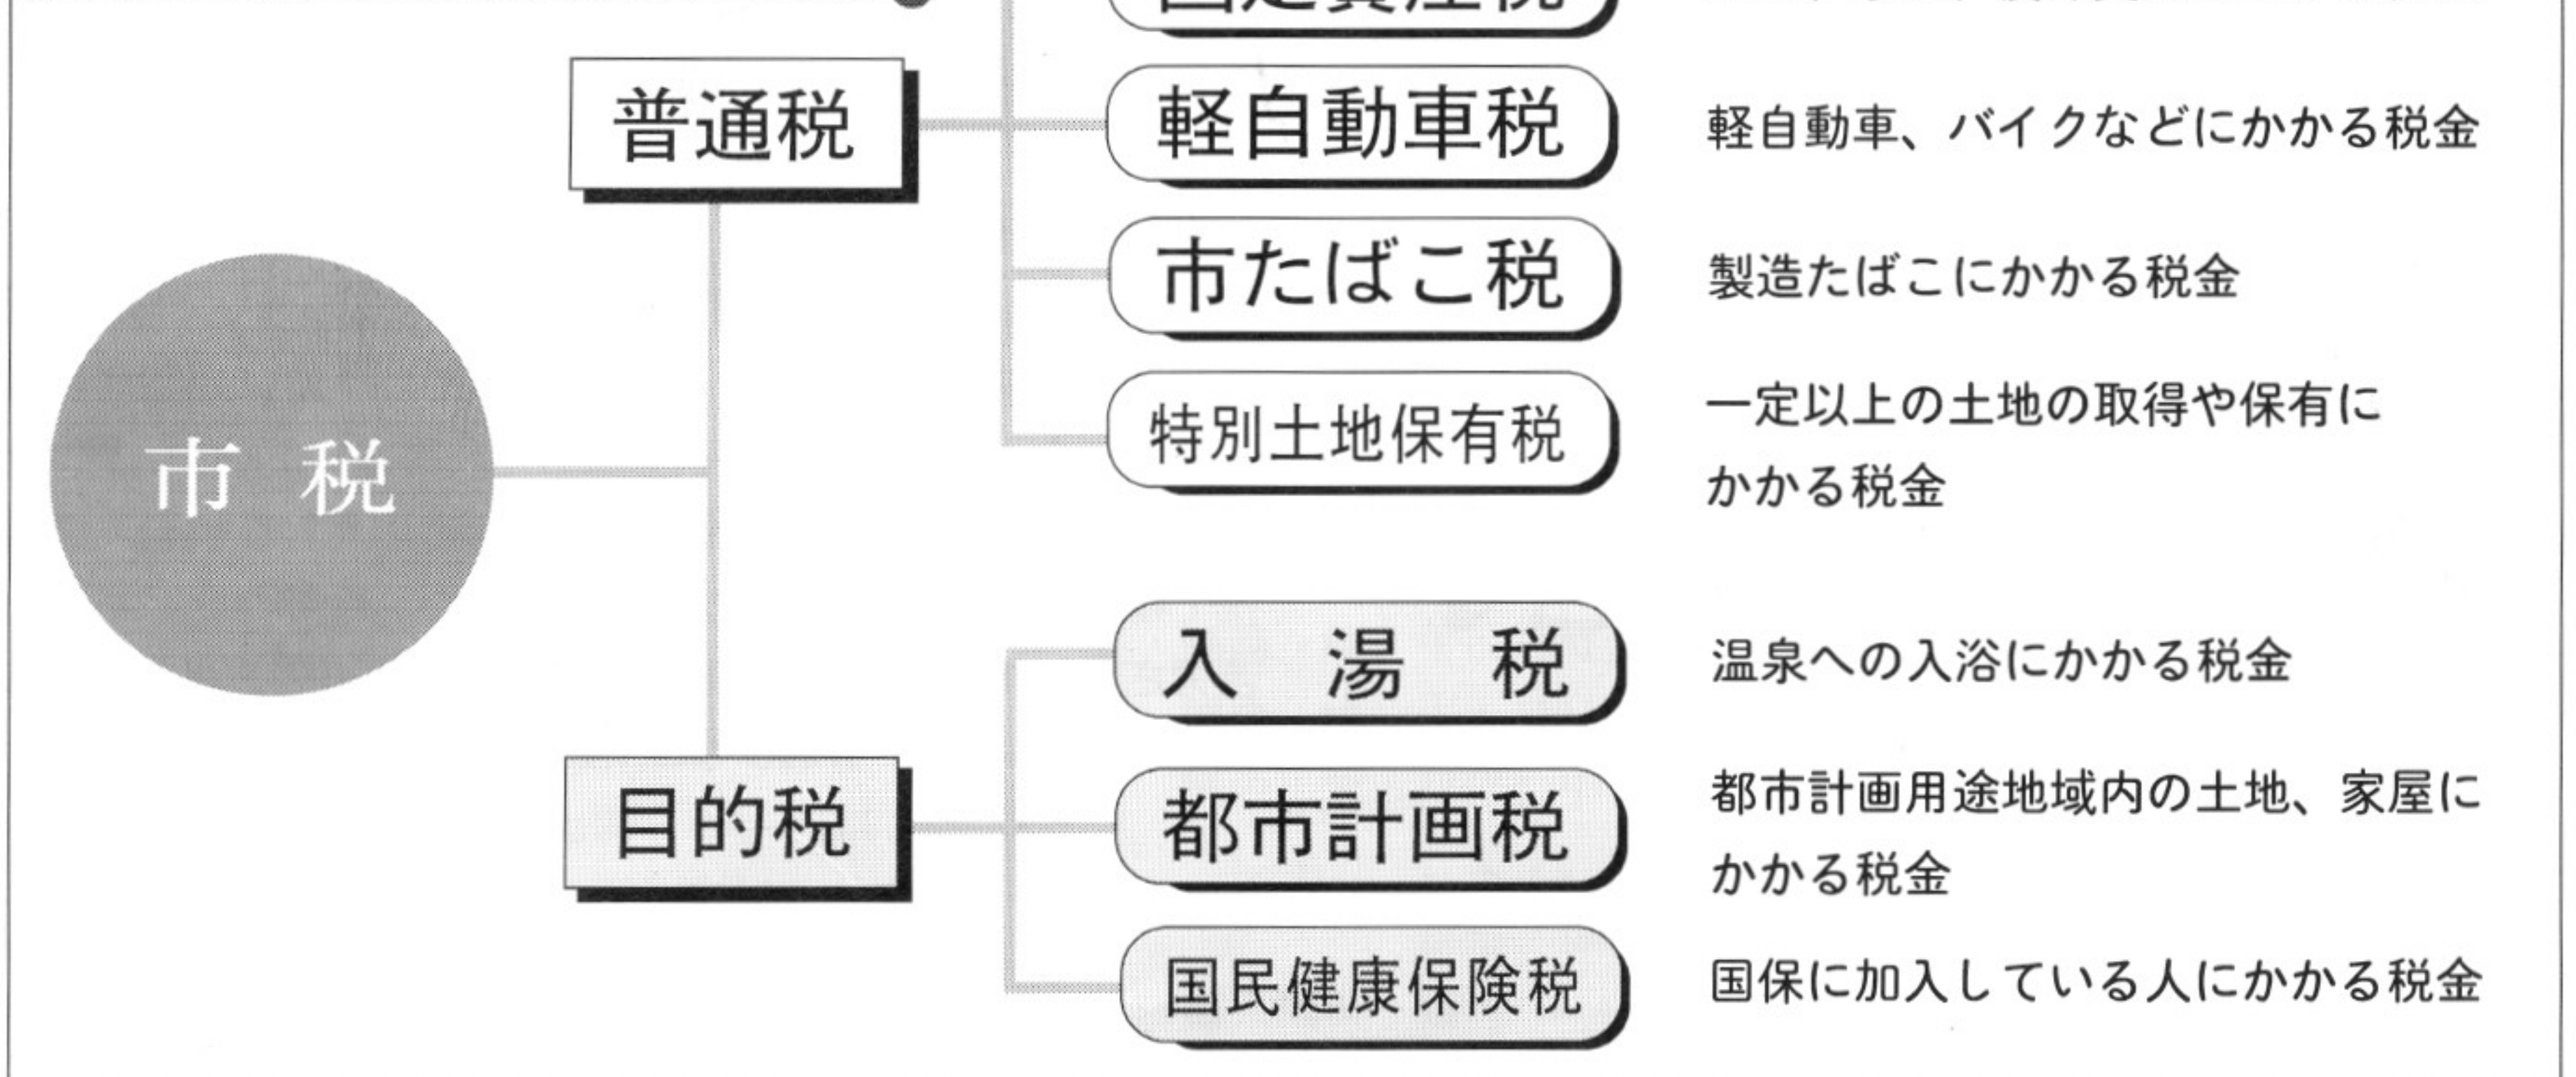 普通税
軽自動車税
軽自動車、バイクなどにかかる税金
市たばこ税
製造たばこにかかる税金
特別土地保有税
一定以上の土地の取得や保有に
かかる税金
市 税
入 湯 税
温泉への入浴にかかる税金
目的税
都市計画税
都市計画用途地域内の土地、家屋に
かかる税金
国民健康保険税
国保に加入している人にかかる税金